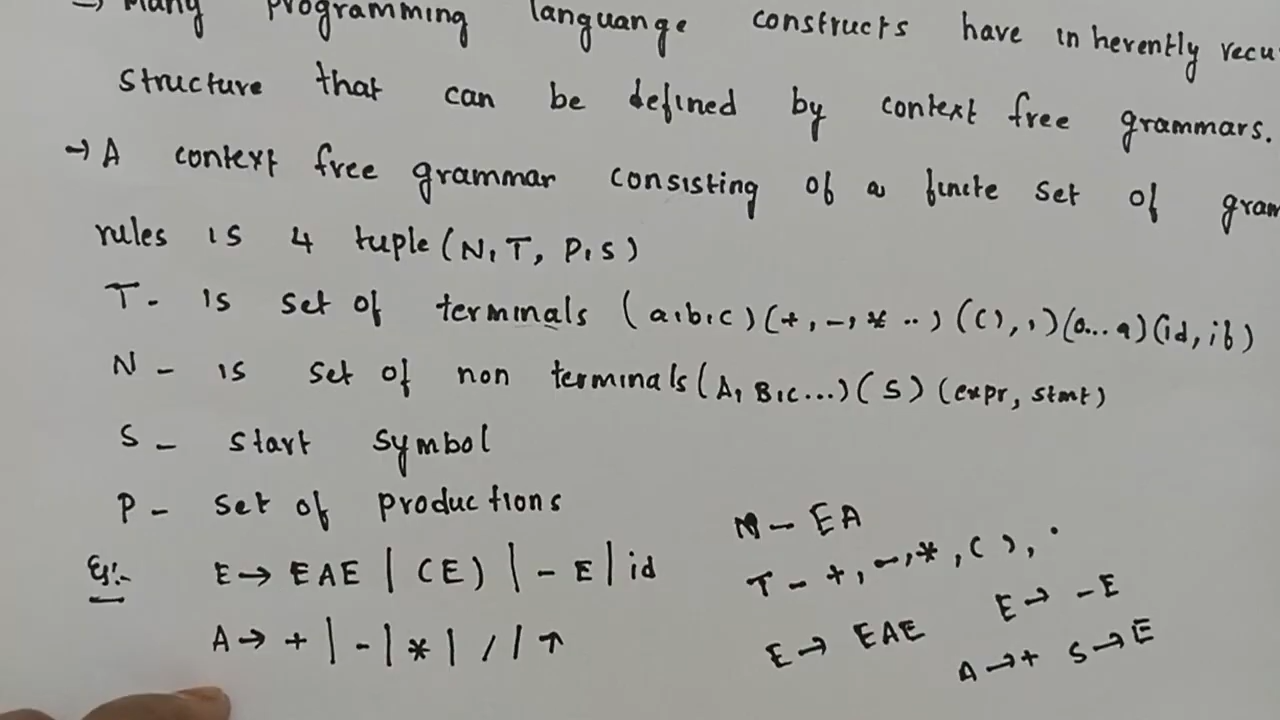 → Many programming languange constructs have inherently recu
structure that can be defined by context free grammars.
→ A context free grammar consisting of a finite set of gram
rules is 4 tuple (N, T, P, S)
T - is set of terminals (a,b,c) (+, -, * ..) ((), ,) (0...9) (id, if)
N - is set of non terminals (A, B, C...) (S) (expr, stmt)
S - start symbol
P - set of productions
Eg:- E → EAE | (E) | - E | id
A → + | - | * | / | ↑
N - EA
T - +, -, *, ( ), .
E → EAE E → - E
A → + S → E